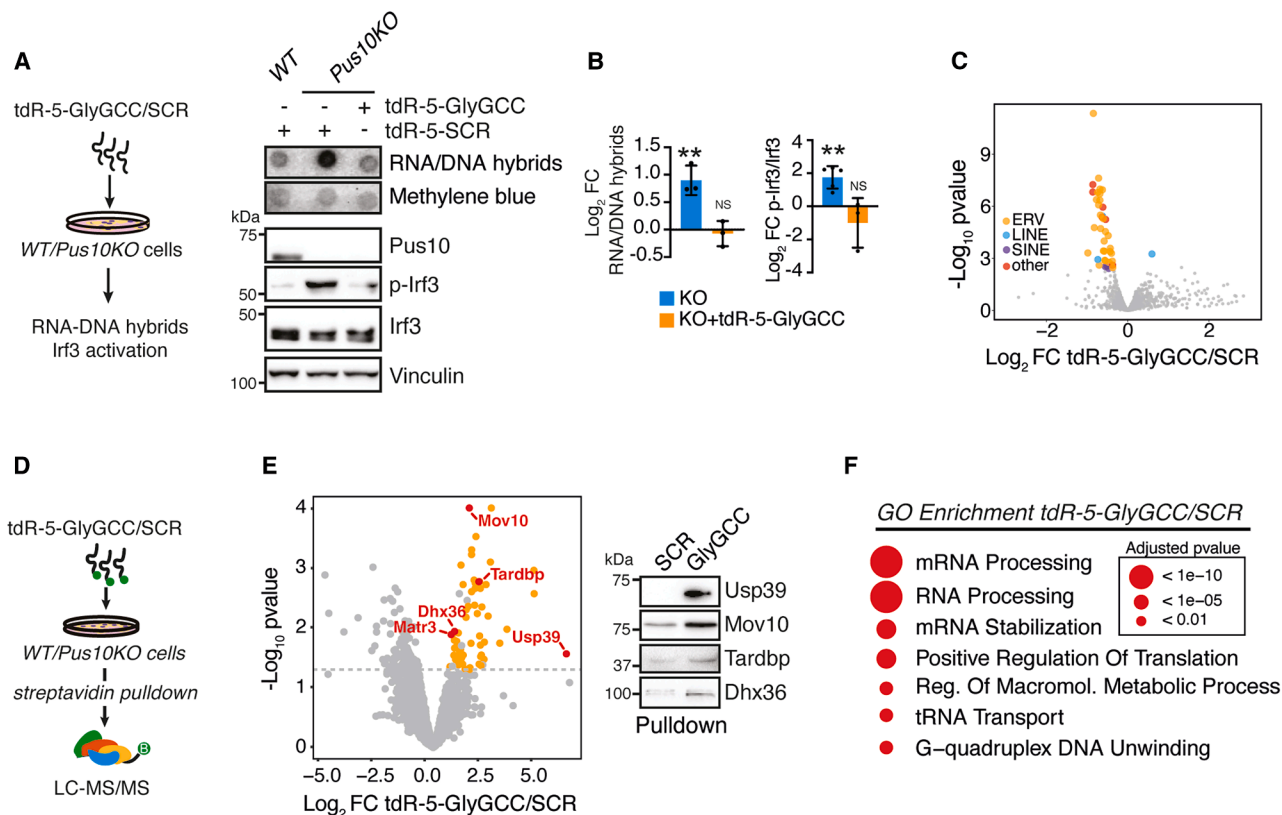 A
tdR-5-GlyGCC/SCR
WT/Pus10KO cells
RNA-DNA hybrids
Irf3 activation
WT
Pus10KO
- - + tdR-5-GlyGCC
+ + - tdR-5-SCR
RNA/DNA hybrids
Methylene blue
kDa
75
Pus10
p-Irf3
50
50
Irf3
100
Vinculin
B
Log2 FC
RNA/DNA hybrids
1.5
1.0
0.5
0.0
-0.5
**
NS
Log2 FC p-Irf3/Irf3
4
2
0
-2
-4
**
NS
KO
KO+tdR-5-GlyGCC
C
-Log10 pvalue
9
6
3
0
ERV
LINE
SINE
other
−2 0 2
Log2 FC tdR-5-GlyGCC/SCR
D
tdR-5-GlyGCC/SCR
WT/Pus10KO cells
streptavidin pulldown
B
LC-MS/MS
E
-Log10 pvalue
4
3
2
1
0
Mov10
Tardbp
Dhx36
Matr3
Usp39
−5.0 −2.5 0.0 2.5 5.0
Log2 FC tdR-5-GlyGCC/SCR
SCR
GlyGCC
kDa
75
Usp39
75
Mov10
37
Tardbp
100
Dhx36
Pulldown
F
GO Enrichment tdR-5-GlyGCC/SCR
mRNA Processing
RNA Processing
mRNA Stabilization
Positive Regulation Of Translation
Reg. Of Macromol. Metabolic Process
tRNA Transport
G−quadruplex DNA Unwinding
Adjusted pvalue
< 1e−10
< 1e−05
< 0.01